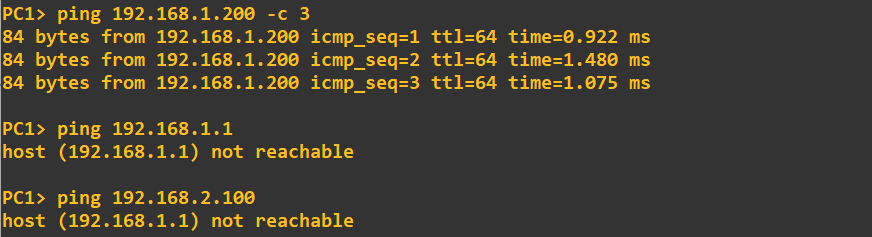 PC1> ping 192.168.1.200 -c 3
84 bytes from 192.168.1.200 icmp_seq=1 ttl=64 time=0.922 ms
84 bytes from 192.168.1.200 icmp_seq=2 ttl=64 time=1.480 ms
84 bytes from 192.168.1.200 icmp_seq=3 ttl=64 time=1.075 ms
PC1> ping 192.168.1.1
host (192.168.1.1) not reachable
PC1> ping 192.168.2.100
host (192.168.1.1) not reachable